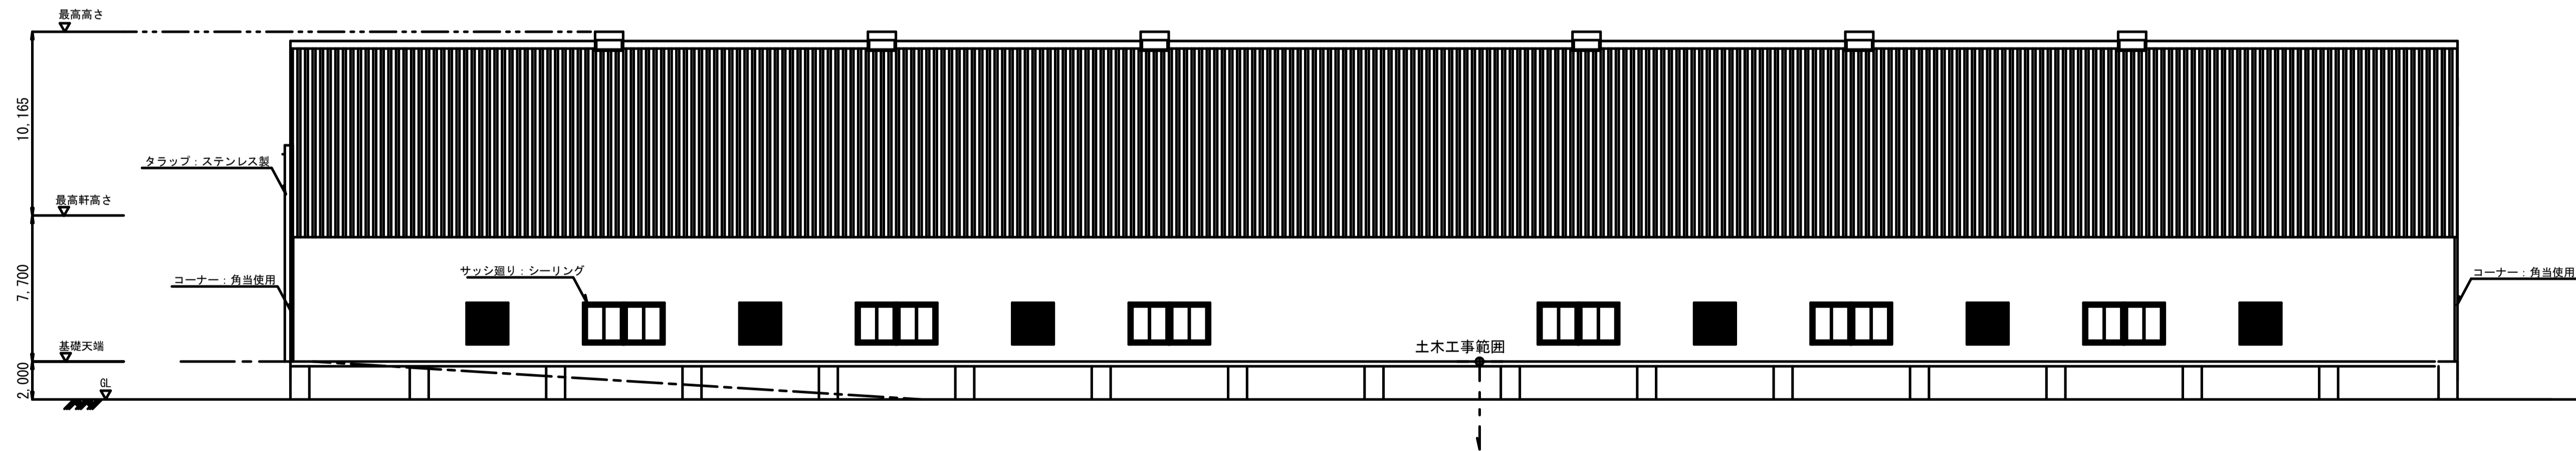 最高高さ
10,165
タラップ：ステンレス製
最高軒高さ
7,700
コーナー：角当使用
サッシ廻り：シーリング
コーナー：角当使用
基礎天端
土木工事範囲
2,000
GL